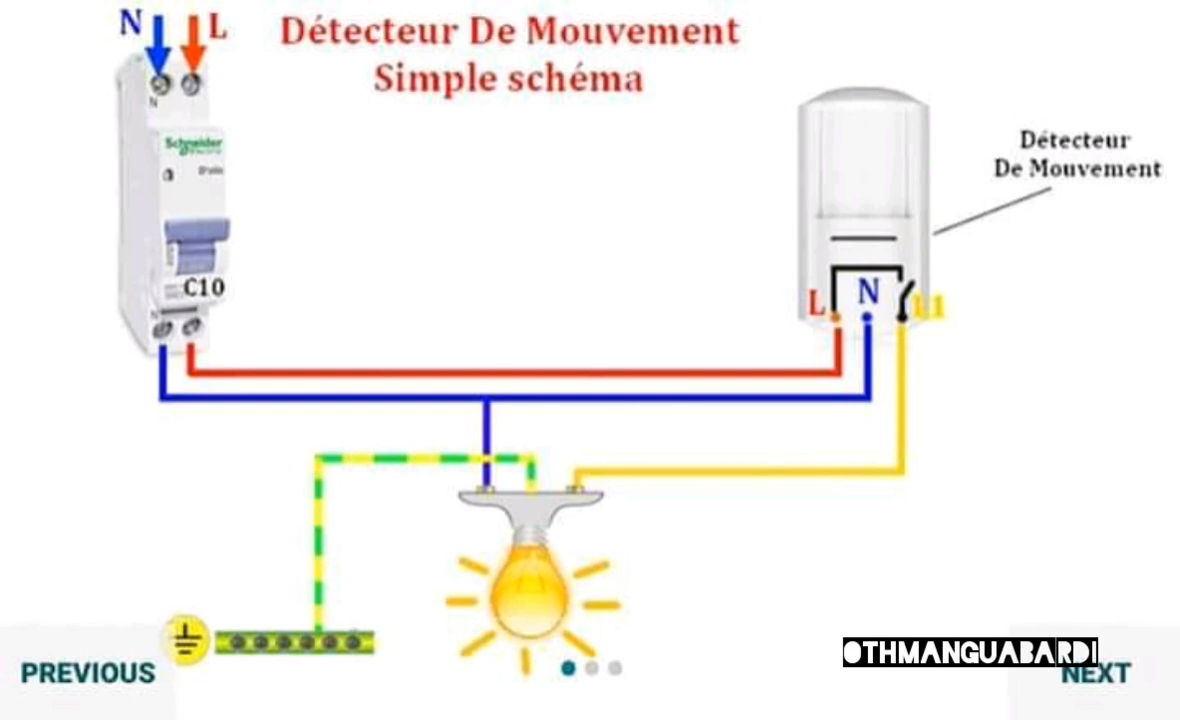 N L
Détecteur De Mouvement
Simple schéma
N
Schneider
Détecteur
De Mouvement
C10
N
L N L1
PREVIOUS
OTHMANGUABARDI
NEXT